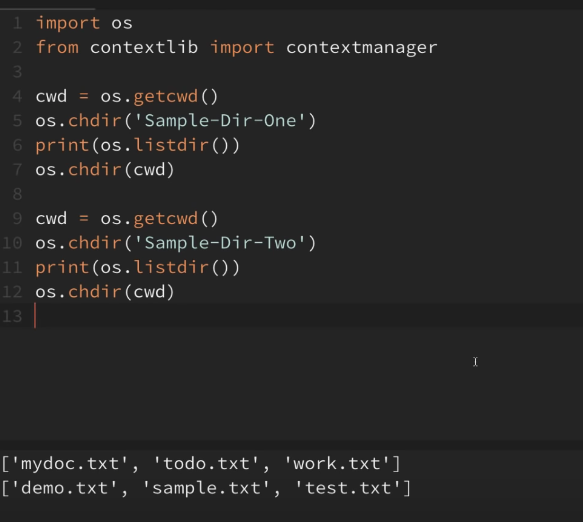 1 import os
2 from contextlib import contextmanager
3
4 cwd = os.getcwd()
5 os.chdir('Sample-Dir-One')
6 print(os.listdir())
7 os.chdir(cwd)
8
9 cwd = os.getcwd()
10 os.chdir('Sample-Dir-Two')
11 print(os.listdir())
12 os.chdir(cwd)
13
['mydoc.txt', 'todo.txt', 'work.txt']
['demo.txt', 'sample.txt', 'test.txt']